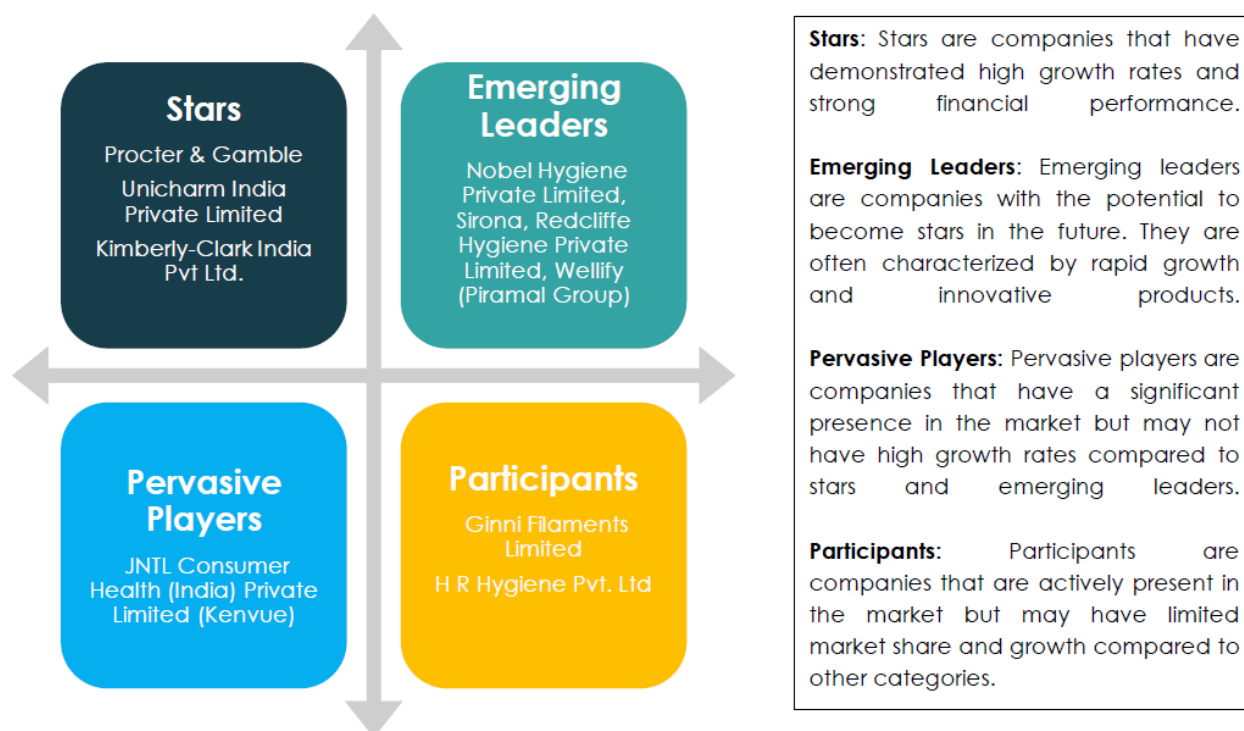 Stars
Procter & Gamble
Unicharm India
Private Limited
Kimberly-Clark India
Pvt Ltd.
Emerging
Leaders
Nobel Hygiene
Private Limited,
Sirona, Redcliffe
Hygiene Private
Limited, Wellify
(Piramal Group)
Pervasive
Players
JNTL Consumer
Health (India) Private
Limited (Kenvue)
Participants
Ginni Filaments
Limited
H R Hygiene Pvt. Ltd
Stars: Stars are companies that have
demonstrated high growth rates and
strong financial performance.
Emerging Leaders: Emerging leaders
are companies with the potential to
become stars in the future. They are
often characterized by rapid growth
and innovative products.
Pervasive Players: Pervasive players are
companies that have a significant
presence in the market but may not
have high growth rates compared to
stars and emerging leaders.
Participants: Participants are
companies that are actively present in
the market but may have limited
market share and growth compared to
other categories.